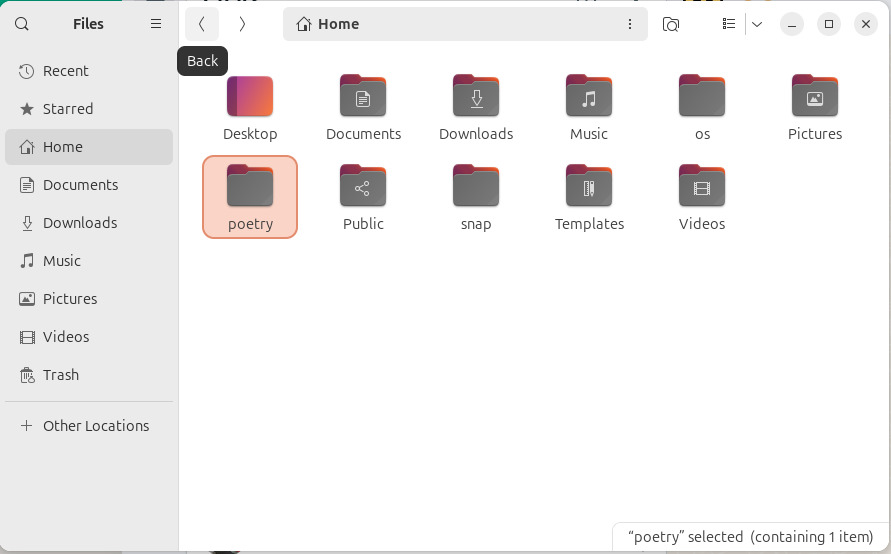 Files
Home
Back
Recent
Starred
Home
Documents
Downloads
Music
Pictures
Videos
Trash
Other Locations
Desktop
Documents
Downloads
Music
os
Pictures
poetry
Public
snap
Templates
Videos
“poetry” selected (containing 1 item)